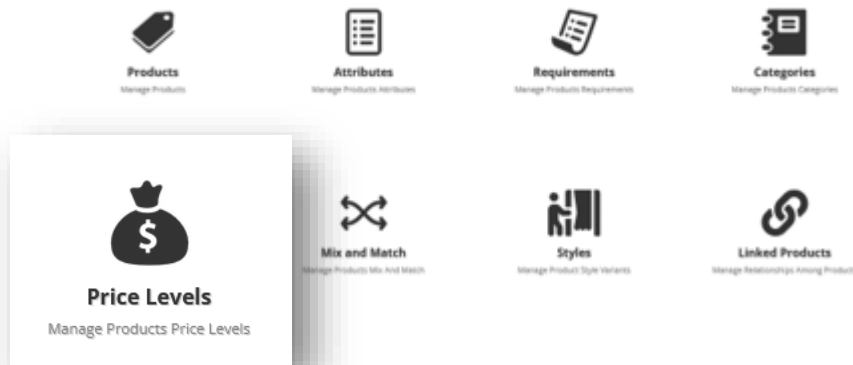 Products
Manage Products
Attributes
Manage Products Attributes
Requirements
Manage Products Requirements
Categories
Manage Products Categories
$
Price Levels
Manage Products Price Levels
Mix and Match
Manage Products Mix And Match
Styles
Manage Product Style Variants
Linked Products
Manage Relationships Among Product